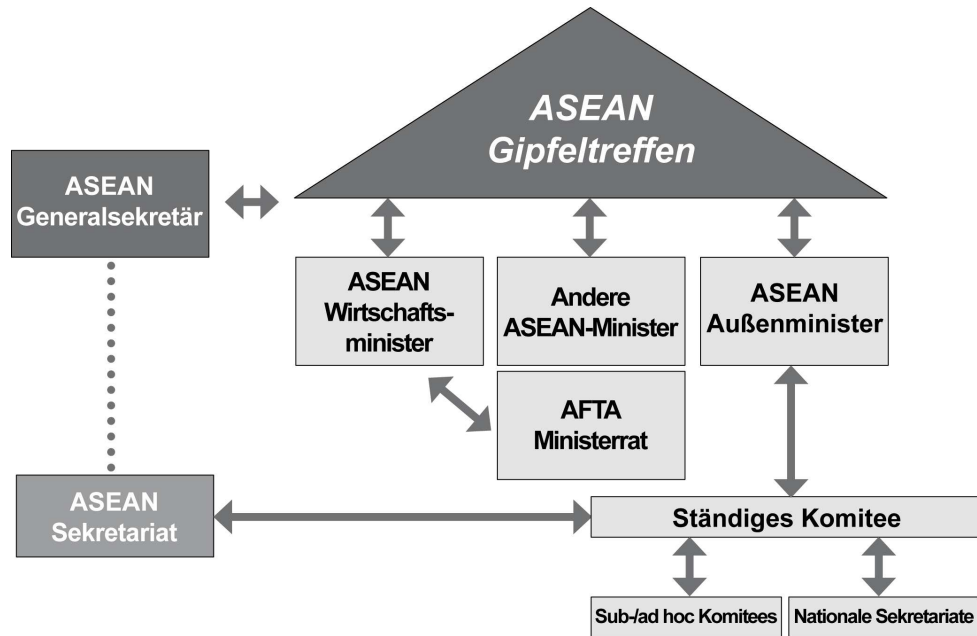 ASEAN
Gipfeltreffen
ASEAN
Generalsekretär
ASEAN
Wirtschafts-
minister
Andere
ASEAN-Minister
ASEAN
Außenminister
AFTA
Ministerrat
ASEAN
Sekretariat
Ständiges Komitee
Sub-/ad hoc Komitees
Nationale Sekretariate